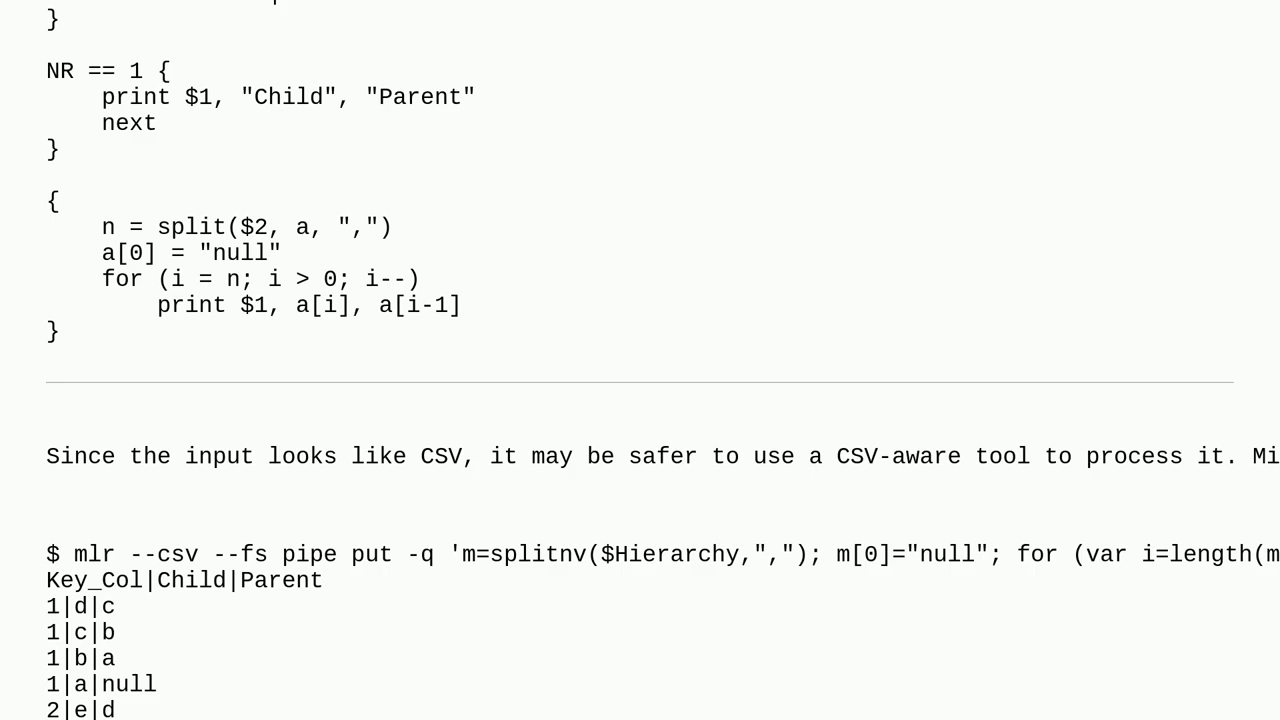 }
NR == 1 {
    print $1, "Child", "Parent"
    next
}
{
    n = split($2, a, ",")
    a[0] = "null"
    for (i = n; i > 0; i--)
        print $1, a[i], a[i-1]
}
Since the input looks like CSV, it may be safer to use a CSV-aware tool to process it. Mi
$ mlr --csv --fs pipe put -q 'm=splitnv($Hierarchy,","); m[0]="null"; for (var i=length(m
Key_Col|Child|Parent
1|d|c
1|c|b
1|b|a
1|a|null
2|e|d